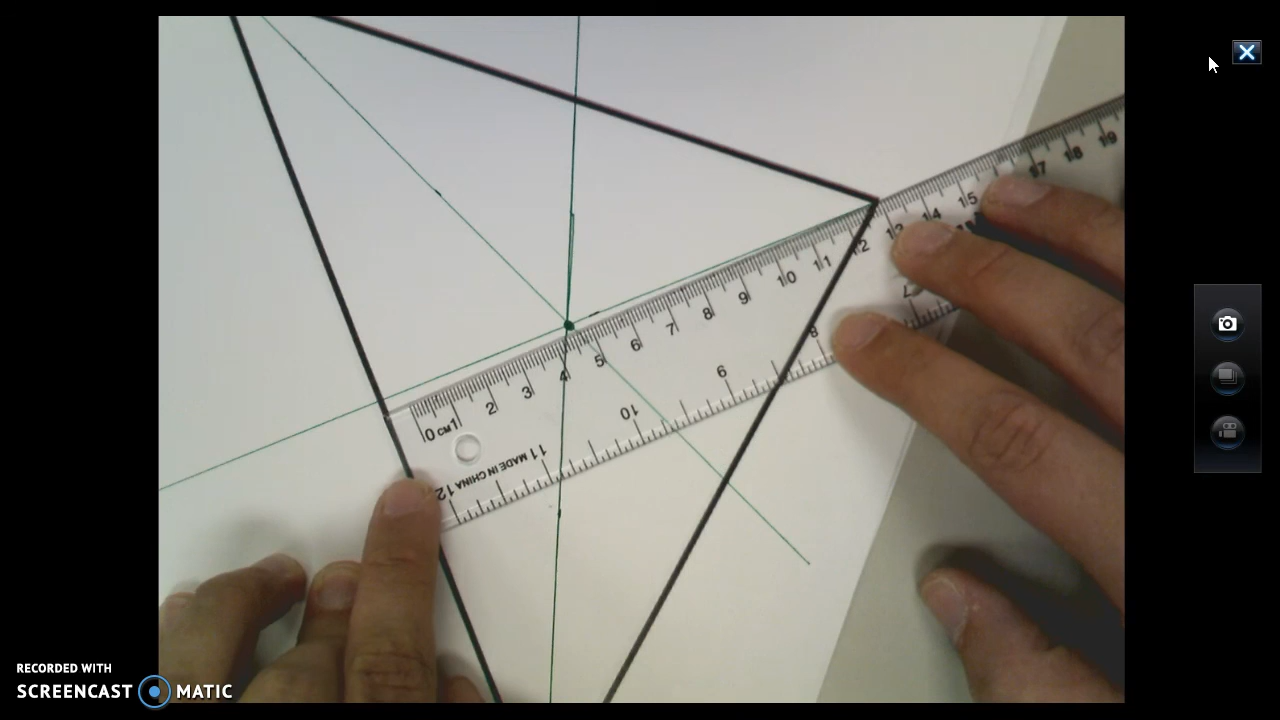 0 CM 1 2 3 4 5 6 7 8 9 10 11 12 13 14 15 17 18 19
12 MADE IN CHINA 11 10 9 8 7
RECORDED WITH
SCREENCAST MATIC